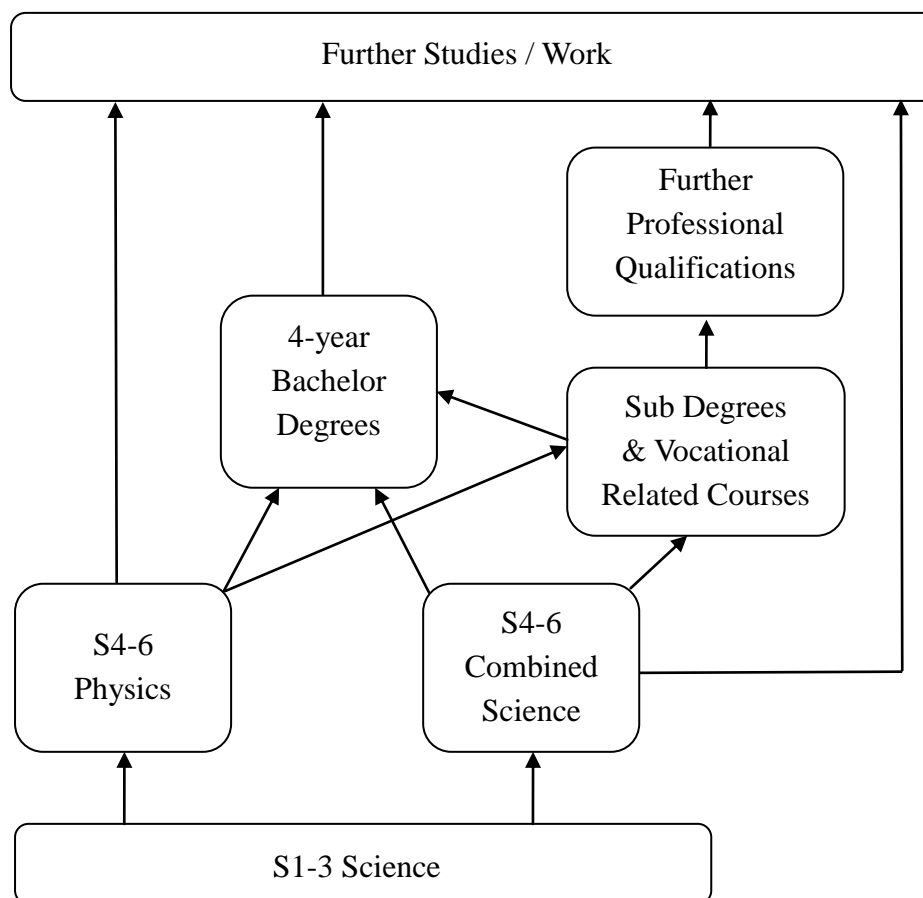 Further Studies / Work
Further
Professional
Qualifications
4-year
Bachelor
Degrees
Sub Degrees
& Vocational
Related Courses
S4-6
Physics
S4-6
Combined
Science
S1-3 Science